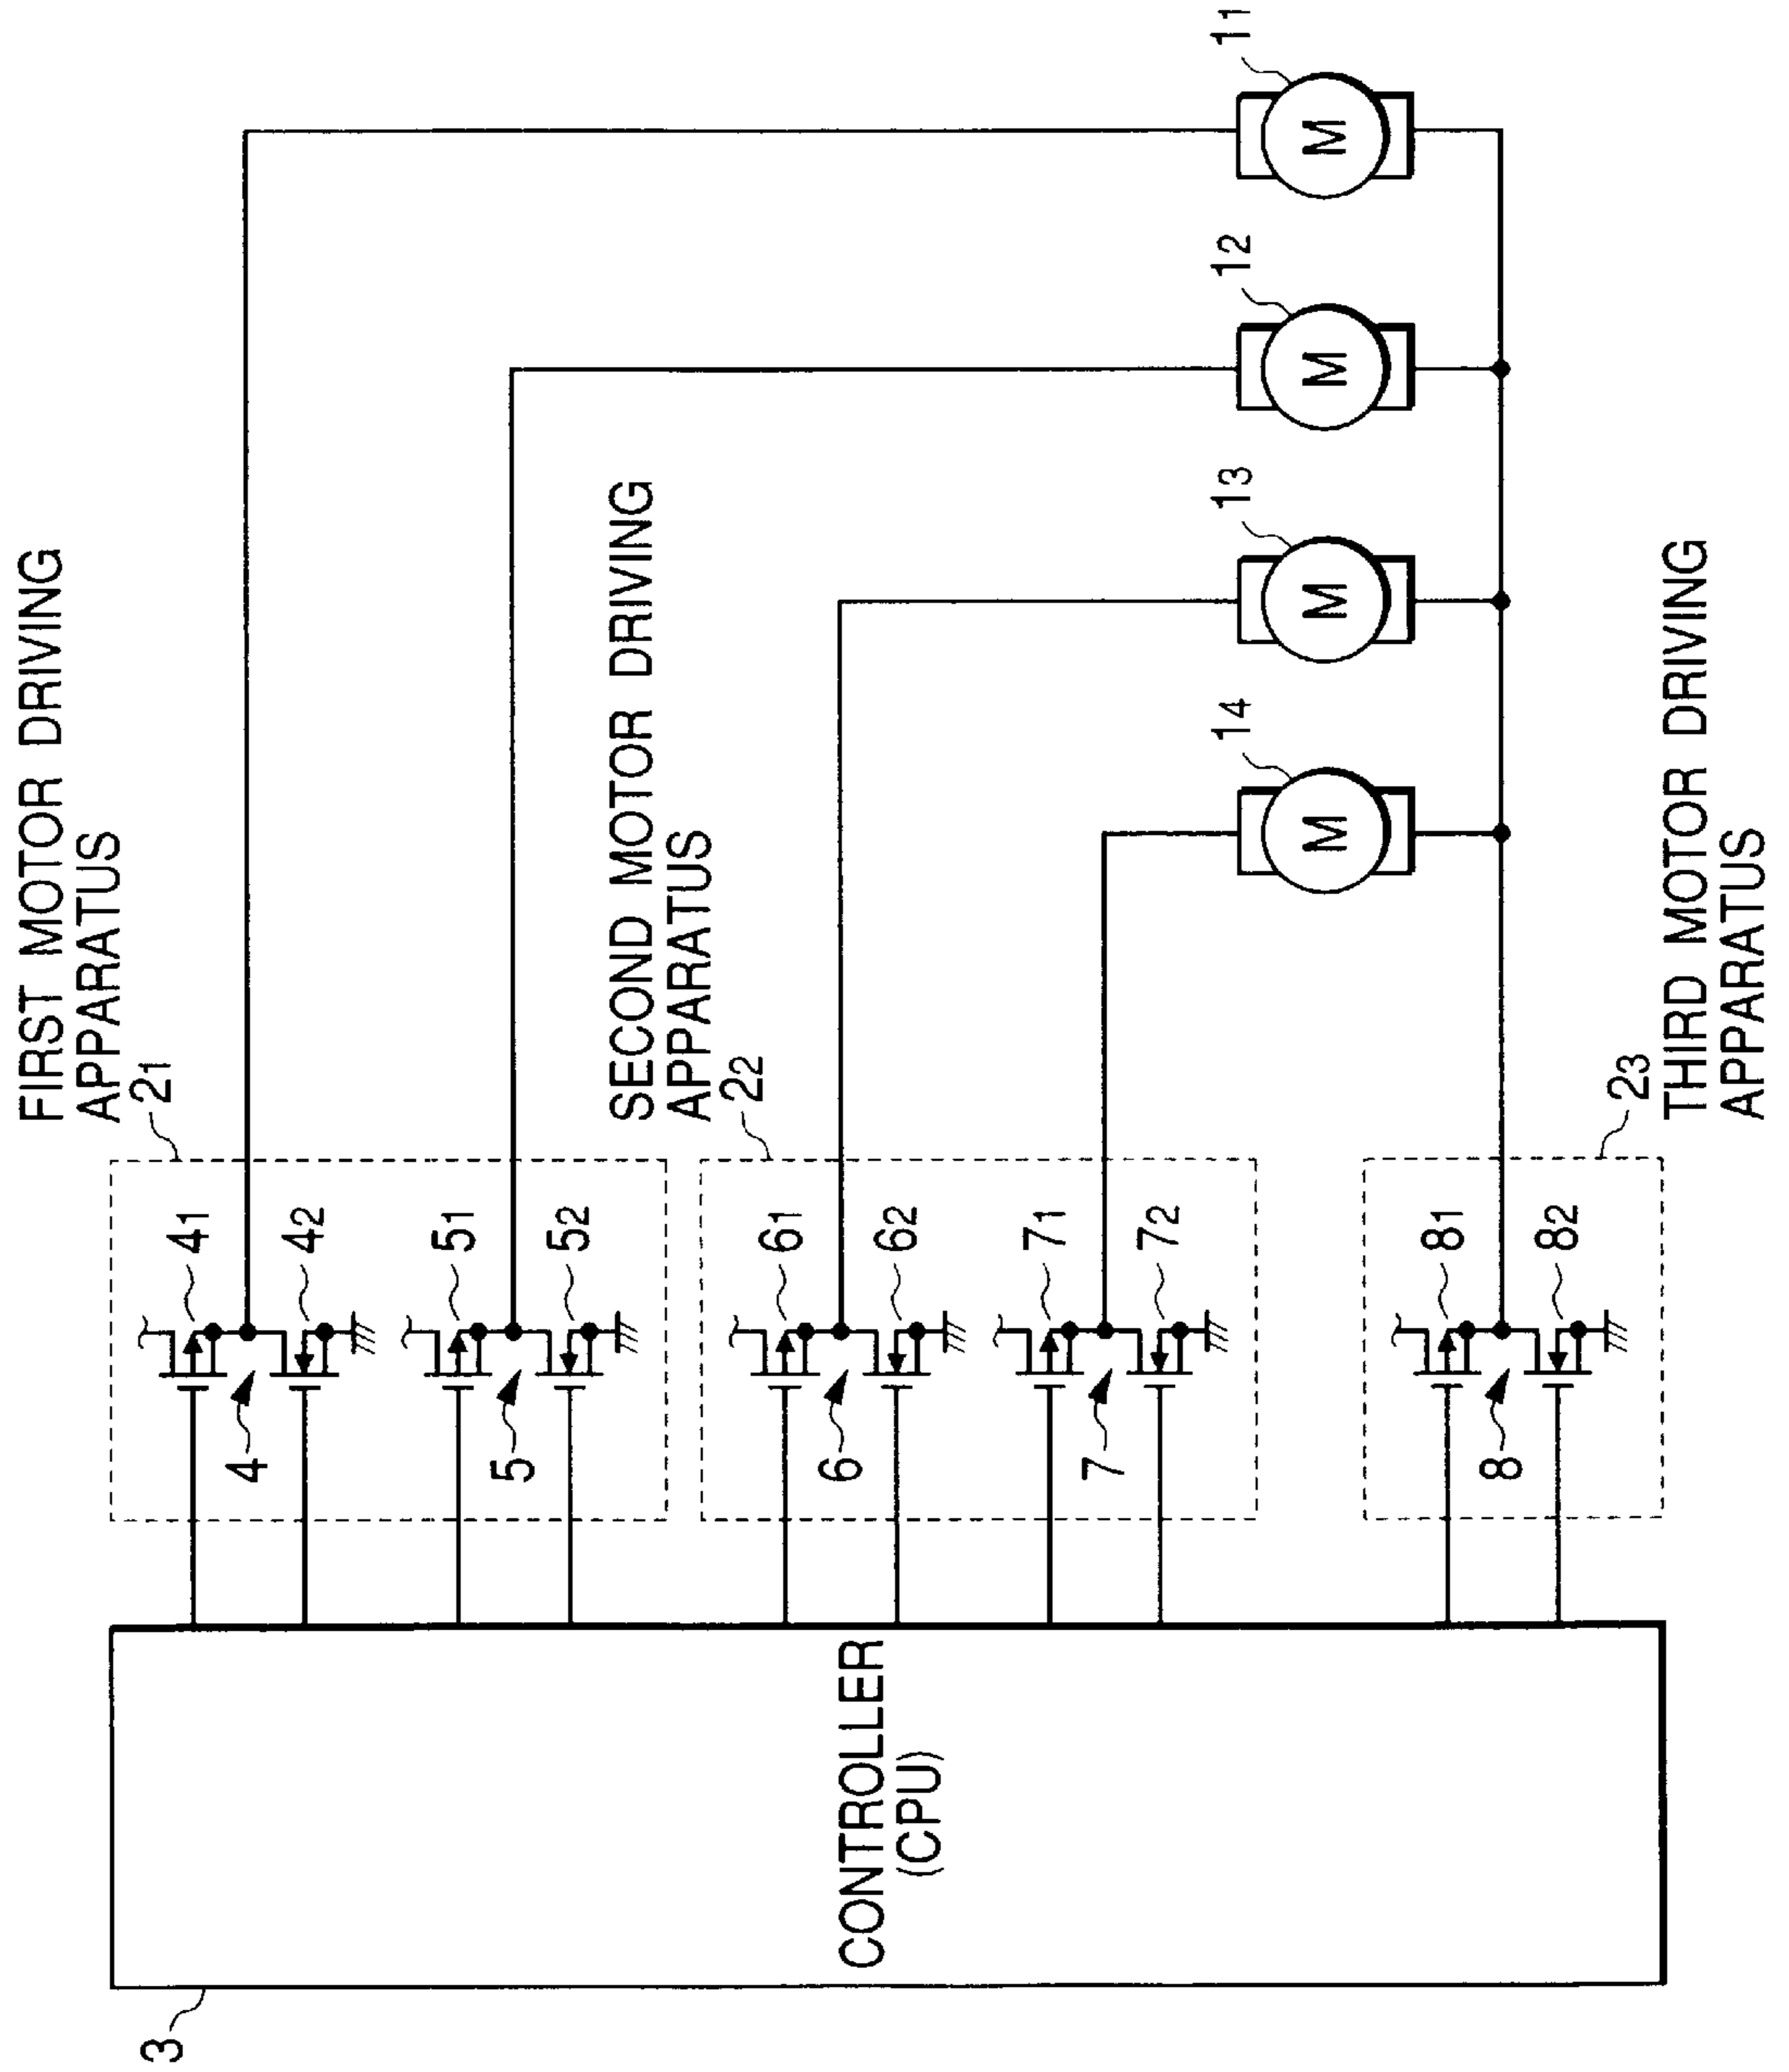 FIRST MOTOR DRIVING
APPARATUS
3
21
41
4
42
51
5
52
SECOND MOTOR DRIVING
APPARATUS
22
61
6
62
CONTROLLER
(CPU)
71
7
72
14
13
12
11
M
M
M
M
81
8
82
23
THIRD MOTOR DRIVING
APPARATUS